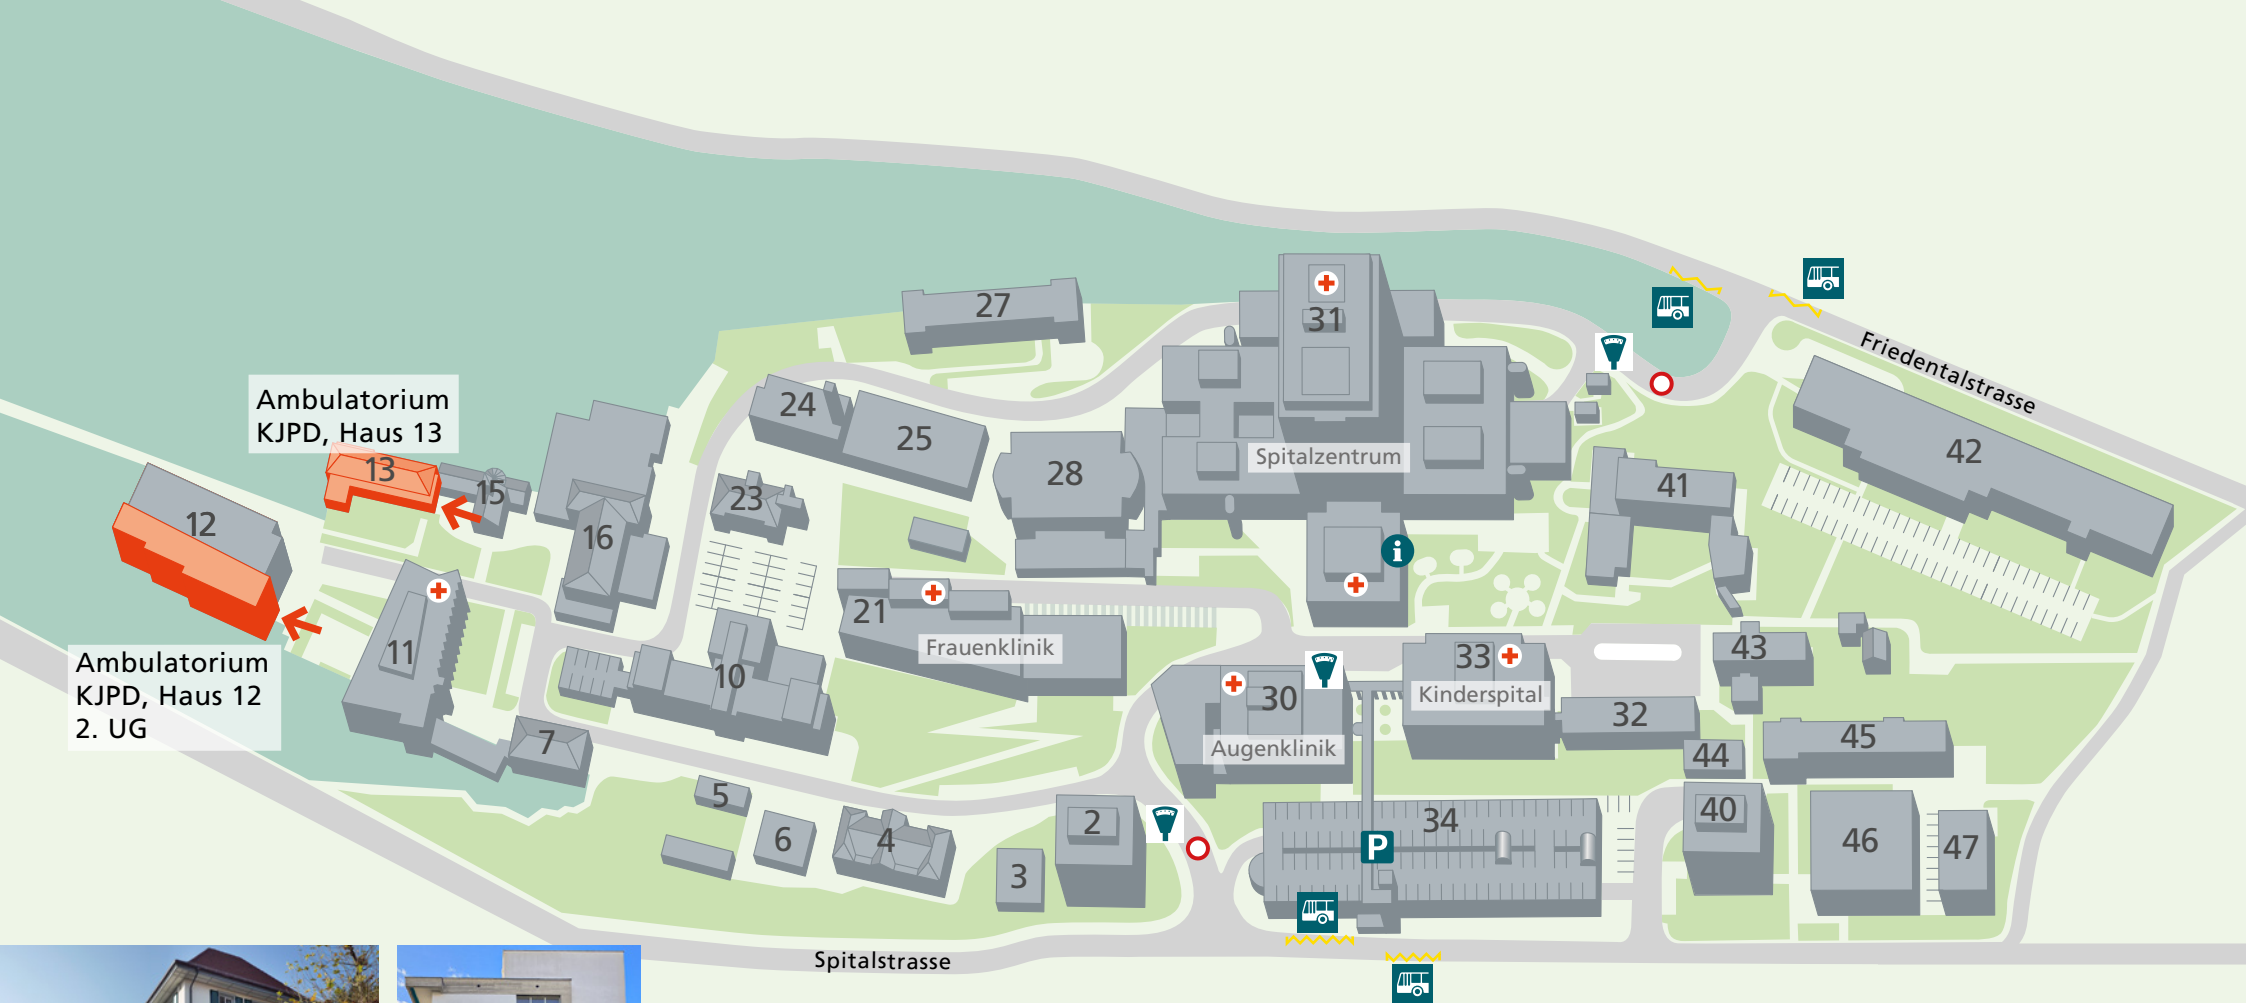 27
31
Friedentalstrasse
Ambulatorium
KJPD, Haus 13
24
25
Spitalzentrum
28
42
13
15
41
23
12
16
i
21
Frauenklinik
11
10
33
Kinderspital
43
Ambulatorium
KJPD, Haus 12
2. UG
30
Augenklinik
32
7
44
45
5
6
4
2
34
P
40
46
47
3
Spitalstrasse